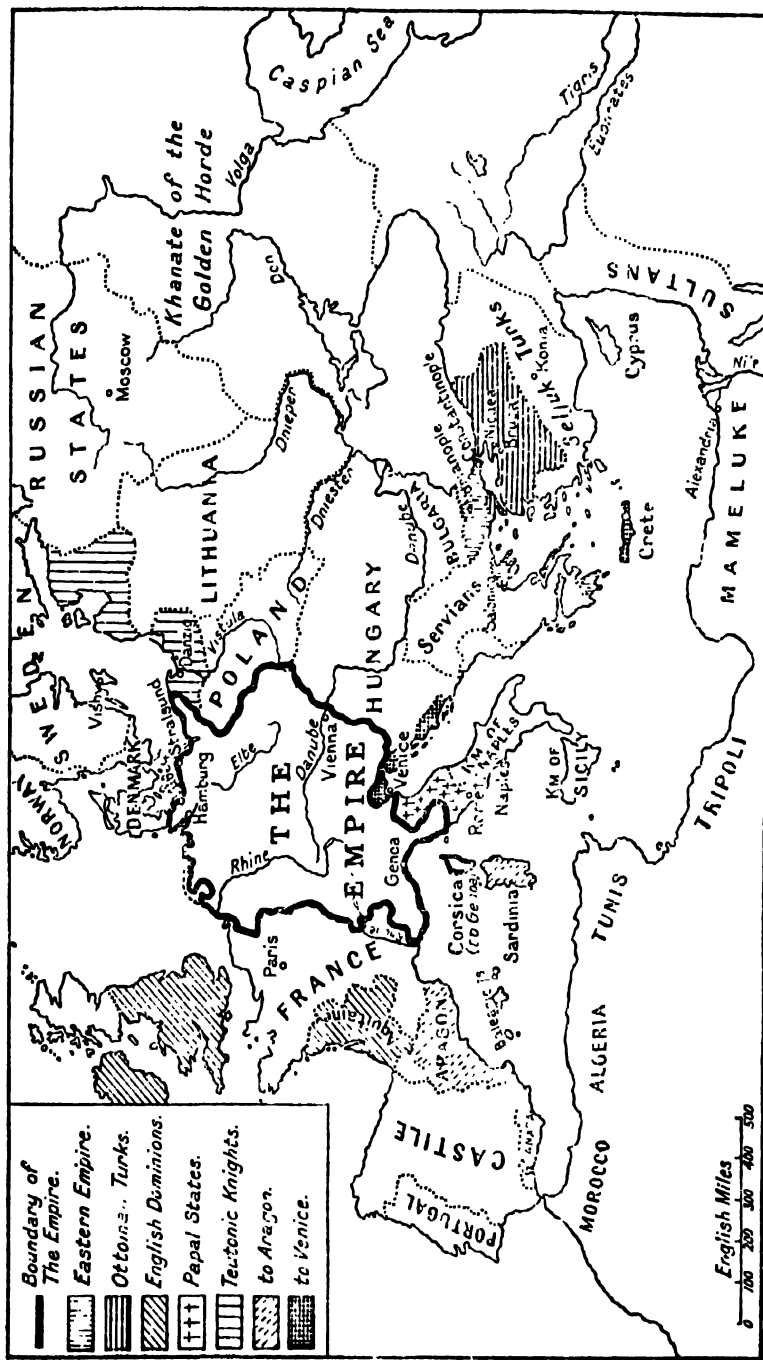 Boundary of
The Empire.
Eastern Empire.
Ottoman Turks.
English Dominions.
Papal States.
Teutonic Knights.
to Aragon.
to Venice.
NORWAY
SWEDEN
Visby
DENMARK
Stralsund
Hamburg
Danzig
RUSSIAN
STATES
Moscow
Khanate of the
Golden Horde
Volga
Caspian Sea
Don
Dnieper
Dniester
LITHUANIA
Vistula
POLAND
Elbe
Rhine
THE
EMPIRE
Danube
Vienna
HUNGARY
Danube
BULGARIA
Servians
Adrianople
Constantinople
Nicaea
Brusa
Seljuk Turks
Konia
Tigris
Euphrates
Paris
FRANCE
Aquitaine
Genoa
Venice
Rome
KM OF
NAPLES
Naples
KM OF
SICILY
Corsica
(to Genoa)
Sardinia
ARAGON
CASTILE
PORTUGAL
Crete
Cyprus
Alexandria
Nile
MAMELUKE
SULTANS
TRIPOLI
TUNIS
ALGERIA
MOROCCO
English Miles
0 100 200 300 400 500